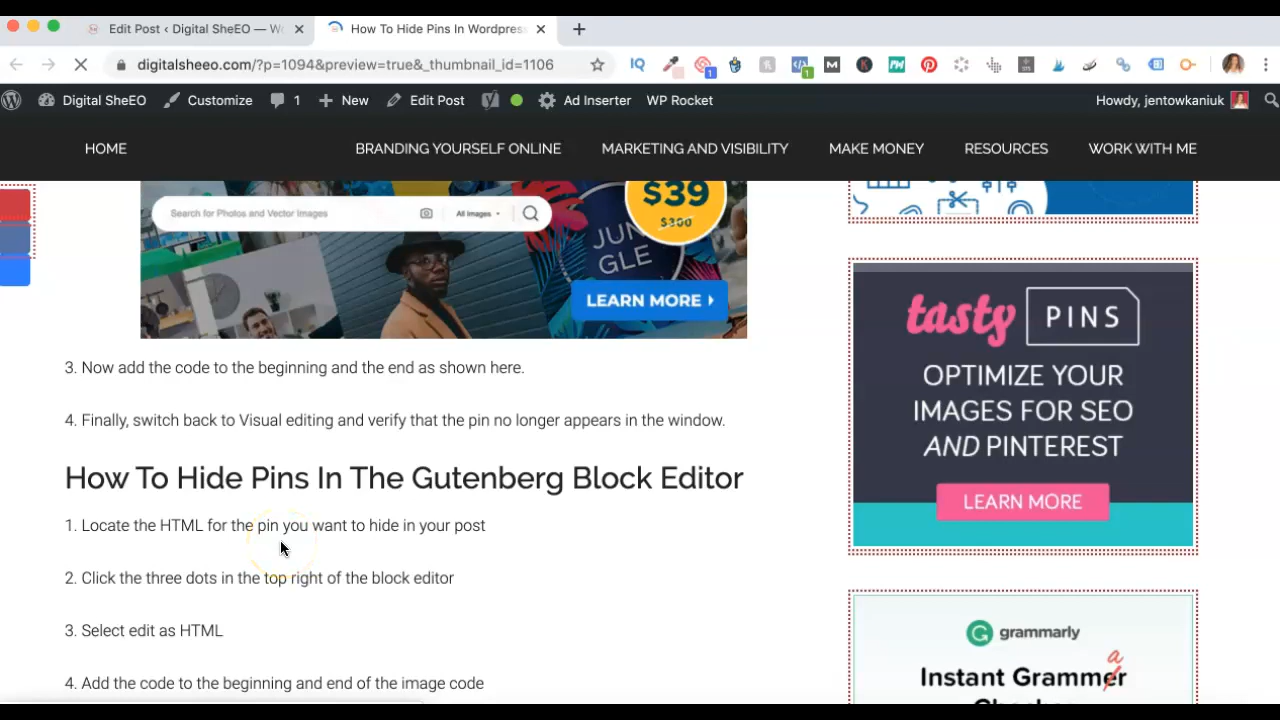 Edit Post ‹ Digital SheEO — W
How To Hide Pins In Wordpress
digitalsheeo.com/?p=1094&preview=true&_thumbnail_id=1106
Digital SheEO
Customize
1
New
Edit Post
Ad Inserter
WP Rocket
Howdy, jentowkaniuk
HOME
BRANDING YOURSELF ONLINE
MARKETING AND VISIBILITY
MAKE MONEY
RESOURCES
WORK WITH ME
$39
$300
Search for Photos and Vector Images
All Images
JUN
GLE
LEARN MORE
3. Now add the code to the beginning and the end as shown here.
4. Finally, switch back to Visual editing and verify that the pin no longer appears in the window.
How To Hide Pins In The Gutenberg Block Editor
1. Locate the HTML for the pin you want to hide in your post
2. Click the three dots in the top right of the block editor
3. Select edit as HTML
4. Add the code to the beginning and end of the image code
tasty PINS
OPTIMIZE YOUR
IMAGES FOR SEO
AND PINTEREST
LEARN MORE
grammarly
a
Instant Grammer